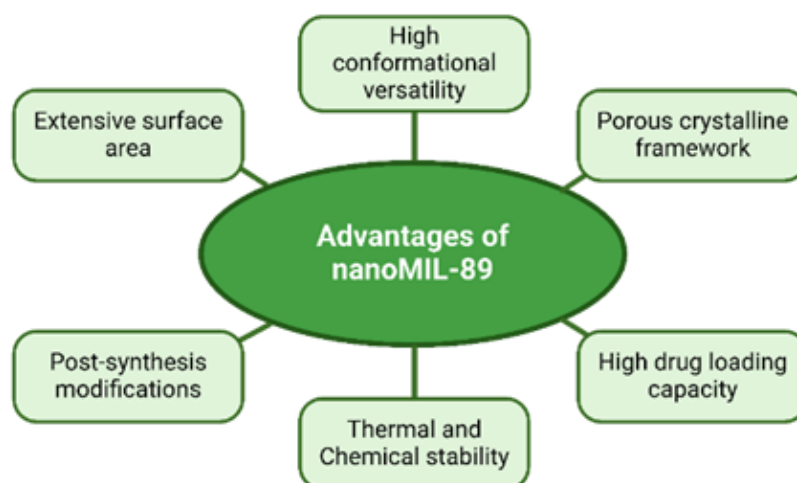 High
conformational
versatility
Extensive surface
area
Porous crystalline
framework
Advantages of
nanoMIL-89
Post-synthesis
modifications
High drug loading
capacity
Thermal and
Chemical stability